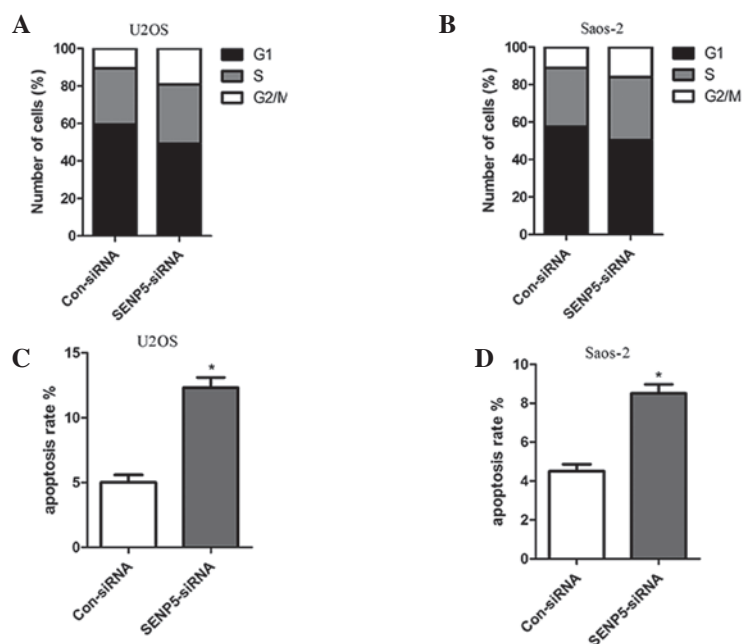 A
U2OS
Number of cells (%)
100
80
60
40
20
0
Con-siRNA
SENP5-siRNA
G1
S
G2/M
B
Saos-2
Number of cells (%)
100
80
60
40
20
0
Con-siRNA
SENP5-siRNA
G1
S
G2/M
C
U2OS
apoptosis rate %
15
10
5
0
*
Con-siRNA
SENP5-siRNA
D
Saos-2
apoptosis rate %
10
8
6
4
2
0
*
Con-siRNA
SENP5-siRNA